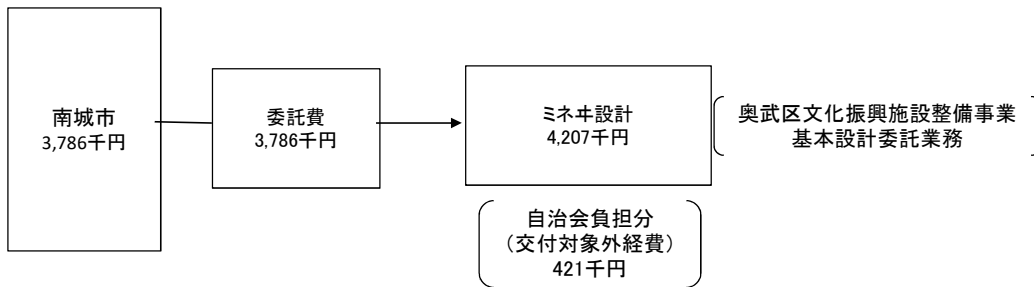 南城市
3,786千円
委託費
3,786千円
ミネヰ設計
4,207千円
奥武区文化振興施設整備事業
基本設計委託業務
自治会負担分
（交付対象外経費）
421千円